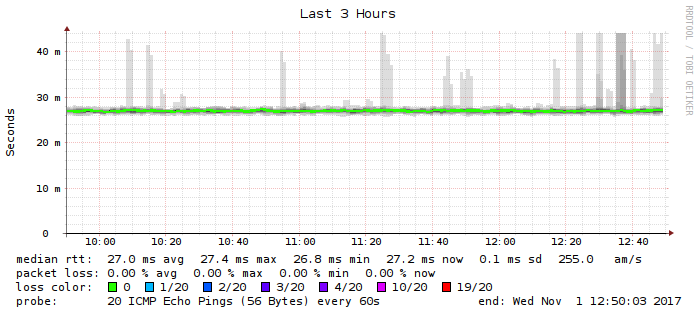 Last 3 Hours
RRDTOOL / TOBI OETIKER
Seconds
40 m
30 m
20 m
10 m
0
10:00 10:20 10:40 11:00 11:20 11:40 12:00 12:20 12:40
median rtt: 27.0 ms avg 27.4 ms max 26.8 ms min 27.2 ms now 0.1 ms sd 255.0 am/s
packet loss: 0.00 % avg 0.00 % max 0.00 % min 0.00 % now
loss color: 0 1/20 2/20 3/20 4/20 10/20 19/20
probe: 20 ICMP Echo Pings (56 Bytes) every 60s end: Wed Nov 1 12:50:03 2017